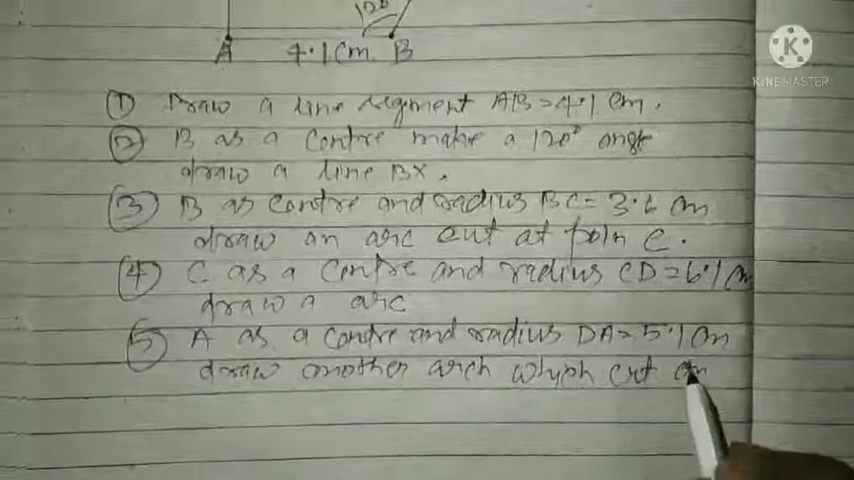 120
A 4.1cm. B
K
KINEMASTER
① Draw a line segment AB=4.1 cm.
② B as a centre make a 120° angle
draw a line BX.
③ B as centre and radius BC = 3.6 cm
draw an arc cut at poin C.
④ C as a centre and radius CD=6.1 cm
draw a arc
⑤ A as a centre and radius DA=5.1 cm
draw another arch which cut on